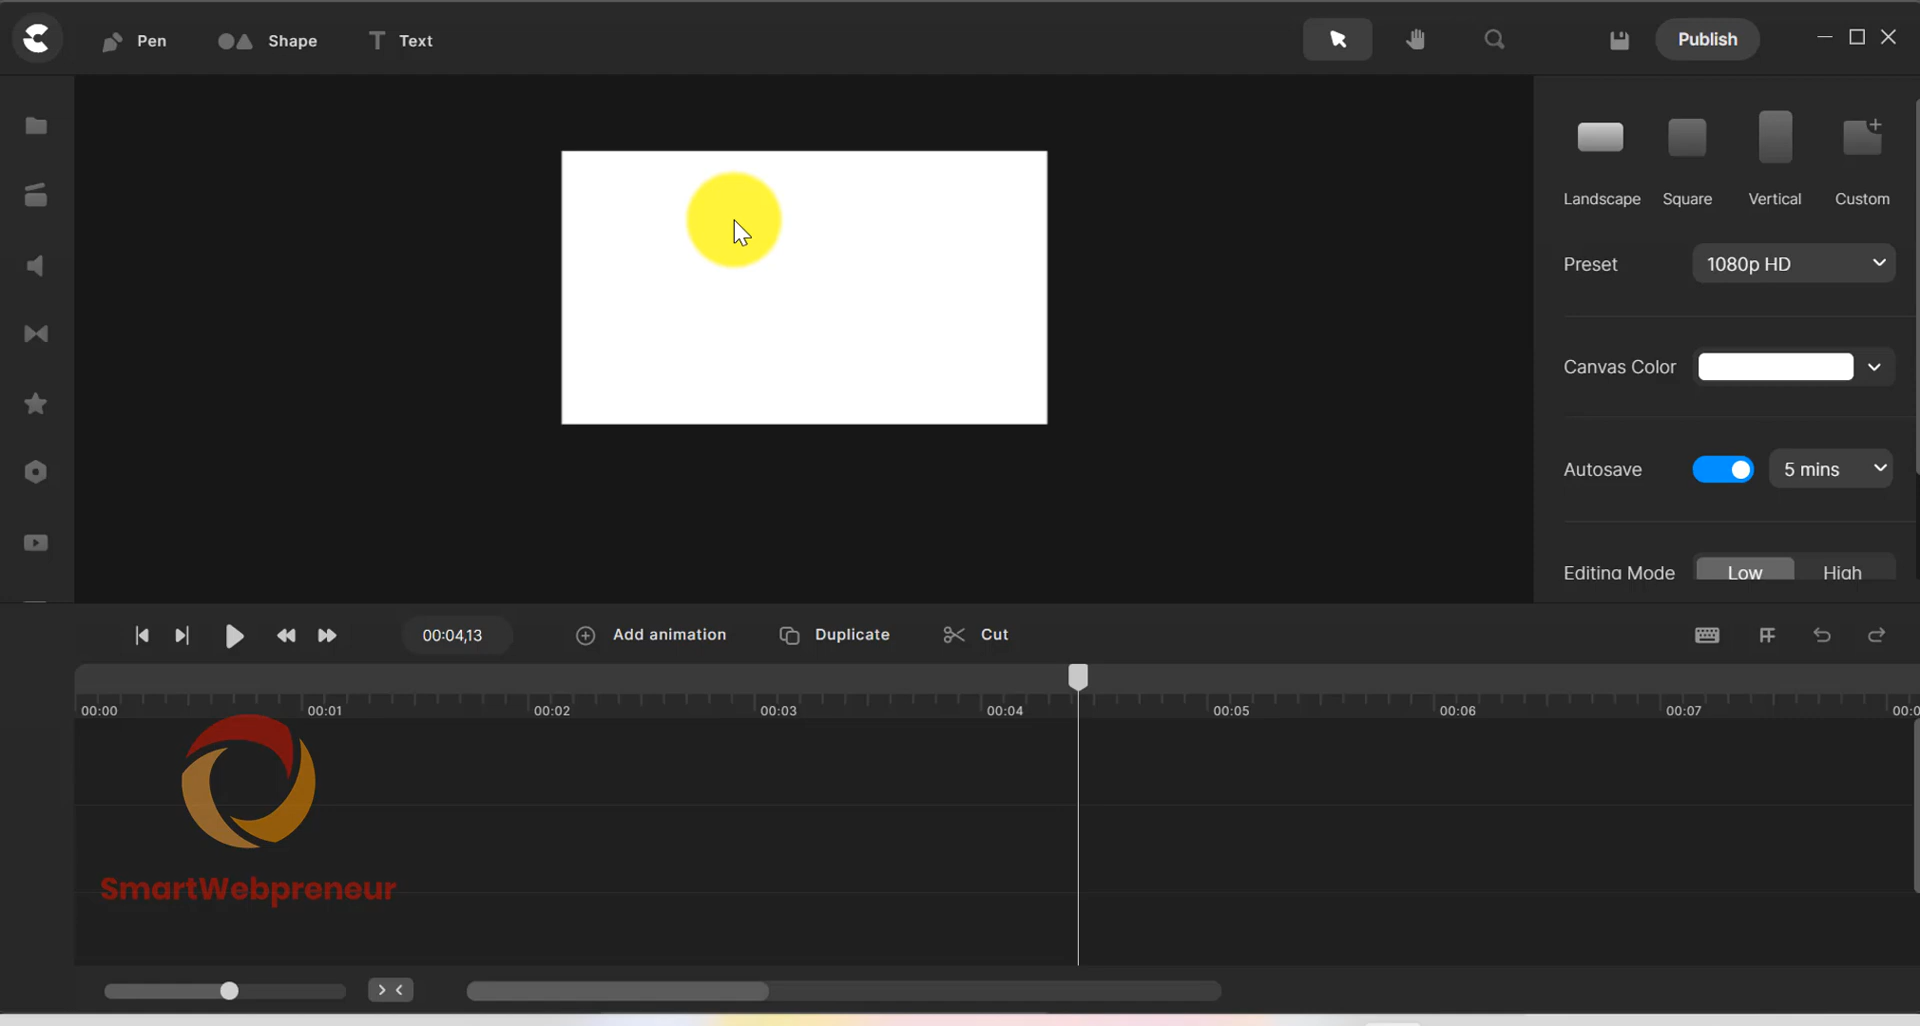 Pen
Shape
Text
Publish
Landscape
Square
Vertical
Custom
Preset
1080p HD
Canvas Color
Autosave
5 mins
Editing Mode
Low
High
00:04,13
Add animation
Duplicate
Cut
00:00
00:01
00:02
00:03
00:04
00:05
00:06
00:07
00:0
SmartWebpreneur